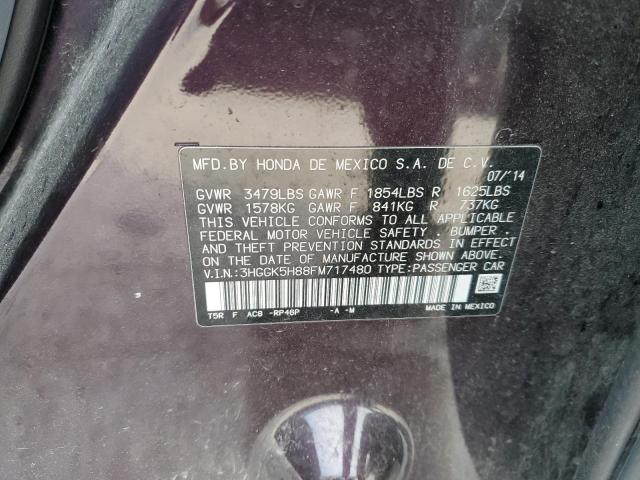 MFD.BY HONDA DE MEXICO S.A. DE C.V.
07/'14
GVWR 3479LBS GAWR F 1854LBS R 1625LBS
GVWR 1578KG GAWR F 841KG R 737KG
THIS VEHICLE CONFORMS TO ALL APPLICABLE
FEDERAL MOTOR VEHICLE SAFETY , BUMPER ,
AND THEFT PREVENTION STANDARDS IN EFFECT
ON THE DATE OF MANUFACTURE SHOWN ABOVE.
V.I.N:3HGGK5H88FM717480 TYPE:PASSENGER CAR
T5R F AC8 -RP48P -A -M MADE IN MEXICO